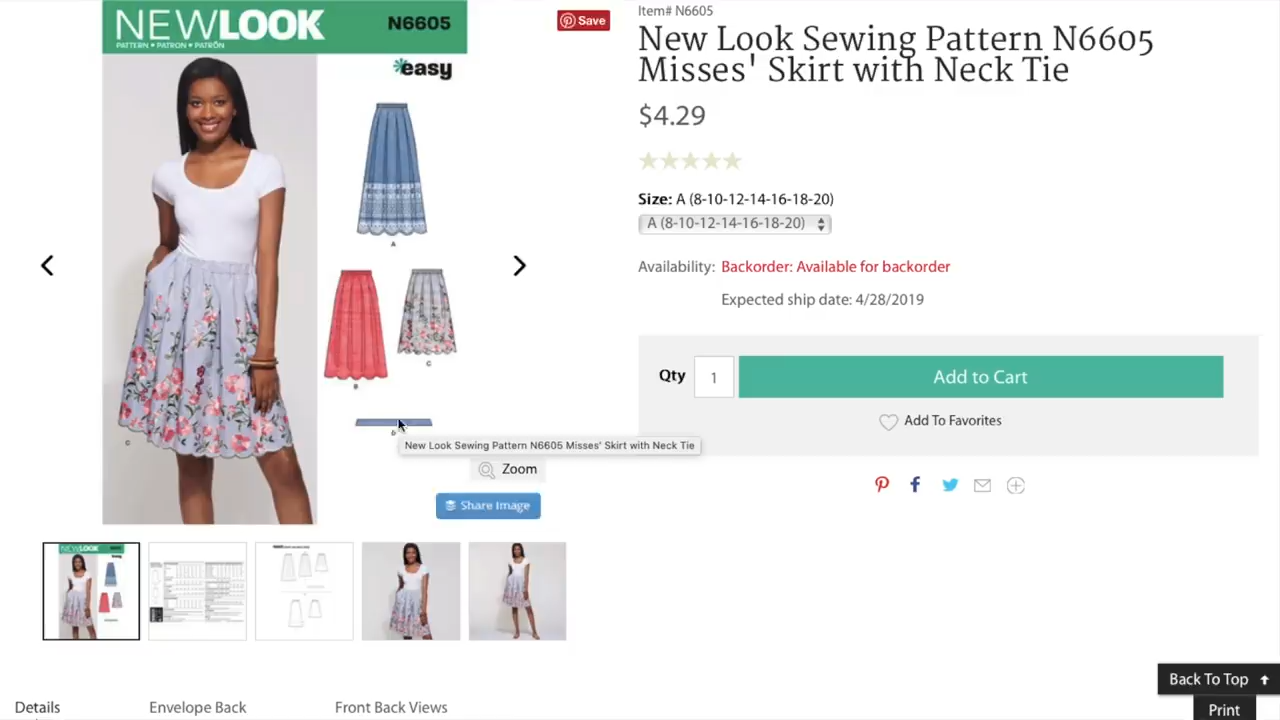 NEW LOOK
N6605
PATTERN • PATRON • PATRÓN
easy
A
B
C
C
Save
Item# N6605
New Look Sewing Pattern N6605
Misses' Skirt with Neck Tie
$4.29
Size: A (8-10-12-14-16-18-20)
A (8-10-12-14-16-18-20)
Availability: Backorder: Available for backorder
Expected ship date: 4/28/2019
Qty 1 Add to Cart
Add To Favorites
New Look Sewing Pattern N6605 Misses' Skirt with Neck Tie
Zoom
Share Image
Back To Top
Print
Details
Envelope Back
Front Back Views